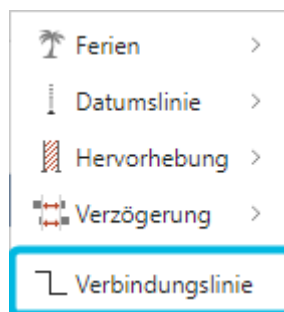 Ferien
Datumslinie
Hervorhebung
Verzögerung
Verbindungslinie